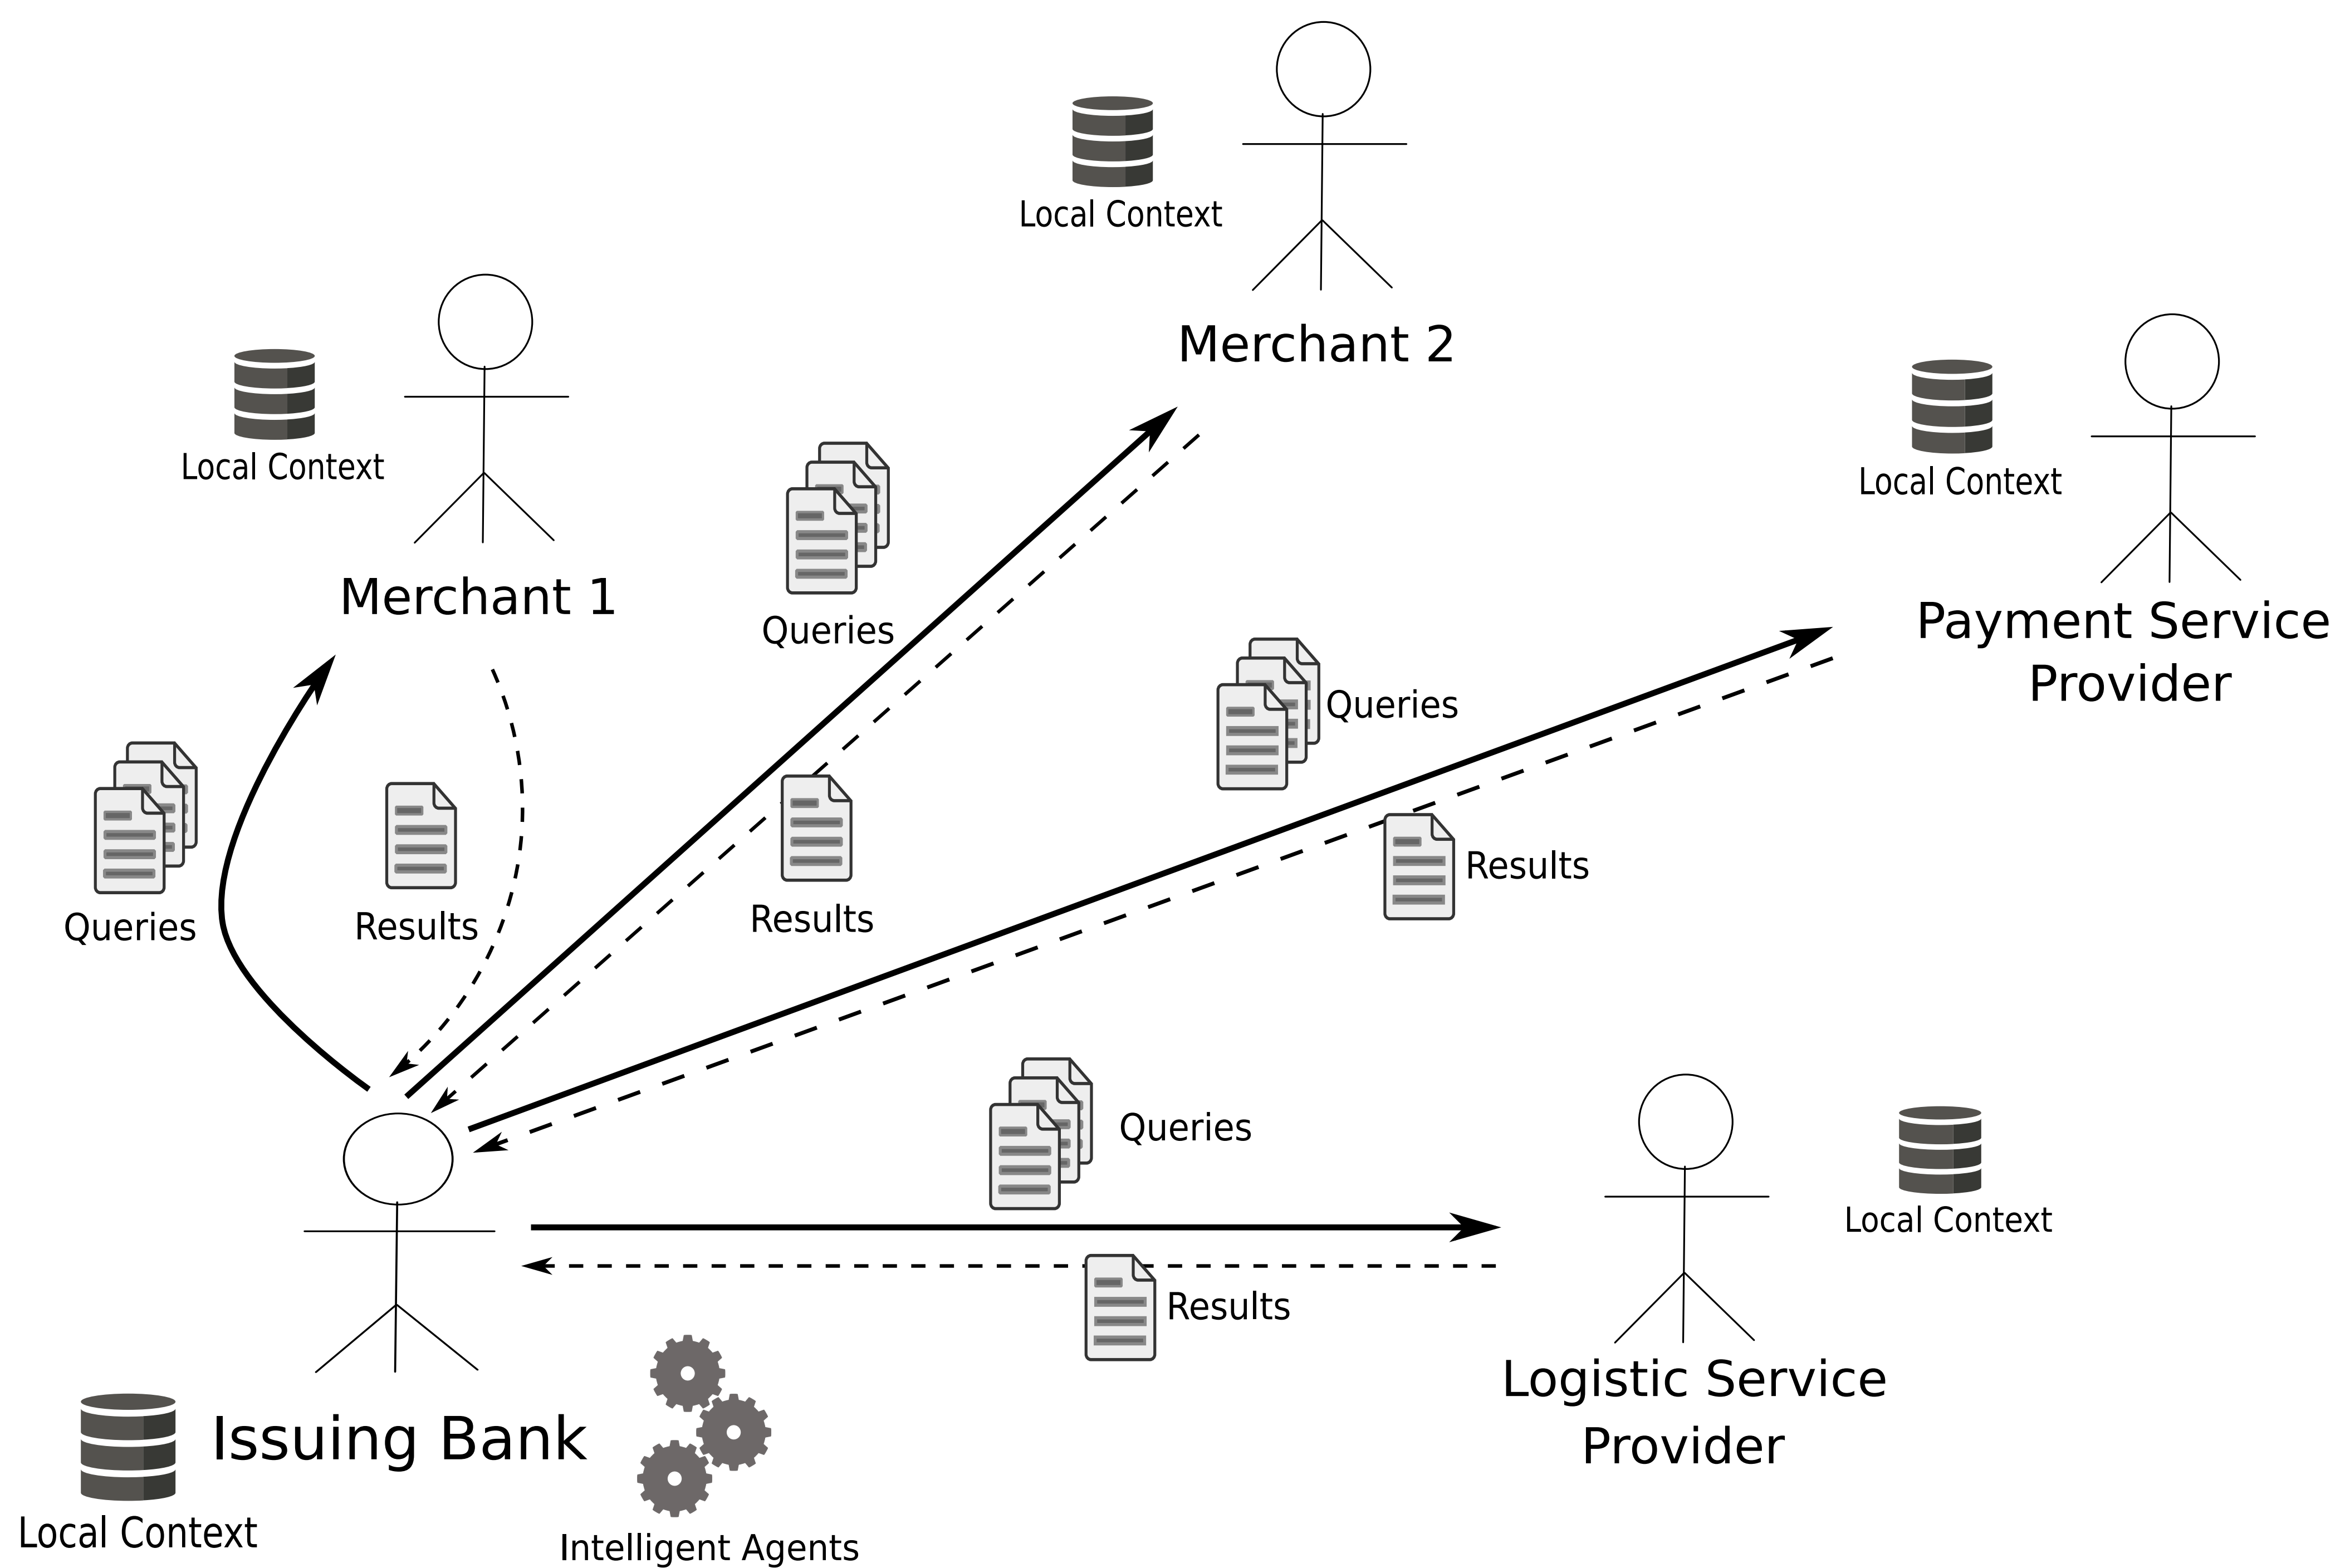 Local Context
Merchant 2
Local Context
Merchant 1
Local Context
Payment Service
Provider
Queries
Queries
Queries
Results
Results
Results
Queries
Results
Local Context
Logistic Service
Provider
Issuing Bank
Local Context
Intelligent Agents